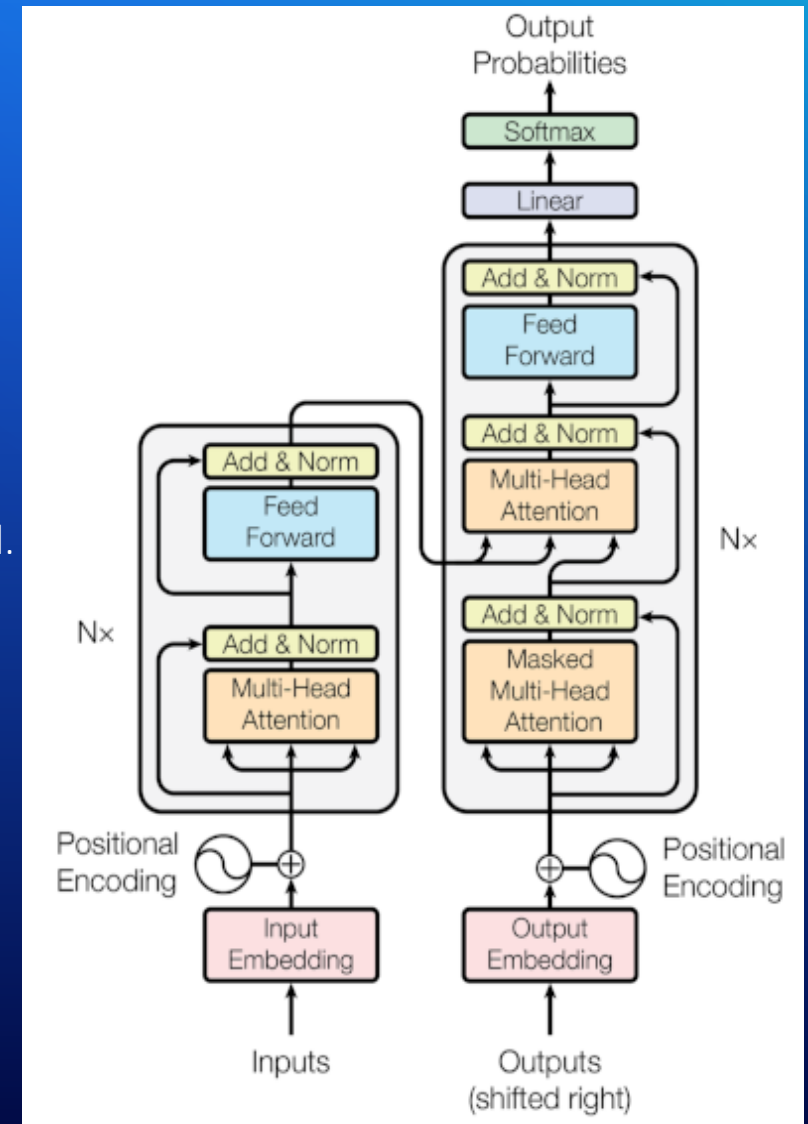 Output
Probabilities
Softmax
Linear
Add & Norm
Feed
Forward
Add & Norm
Multi-Head
Attention
Nx
Add & Norm
Masked
Multi-Head
Attention
Positional
Encoding
Output
Embedding
Outputs
(shifted right)
Add & Norm
Feed
Forward
Nx
Add & Norm
Multi-Head
Attention
Positional
Encoding
Input
Embedding
Inputs